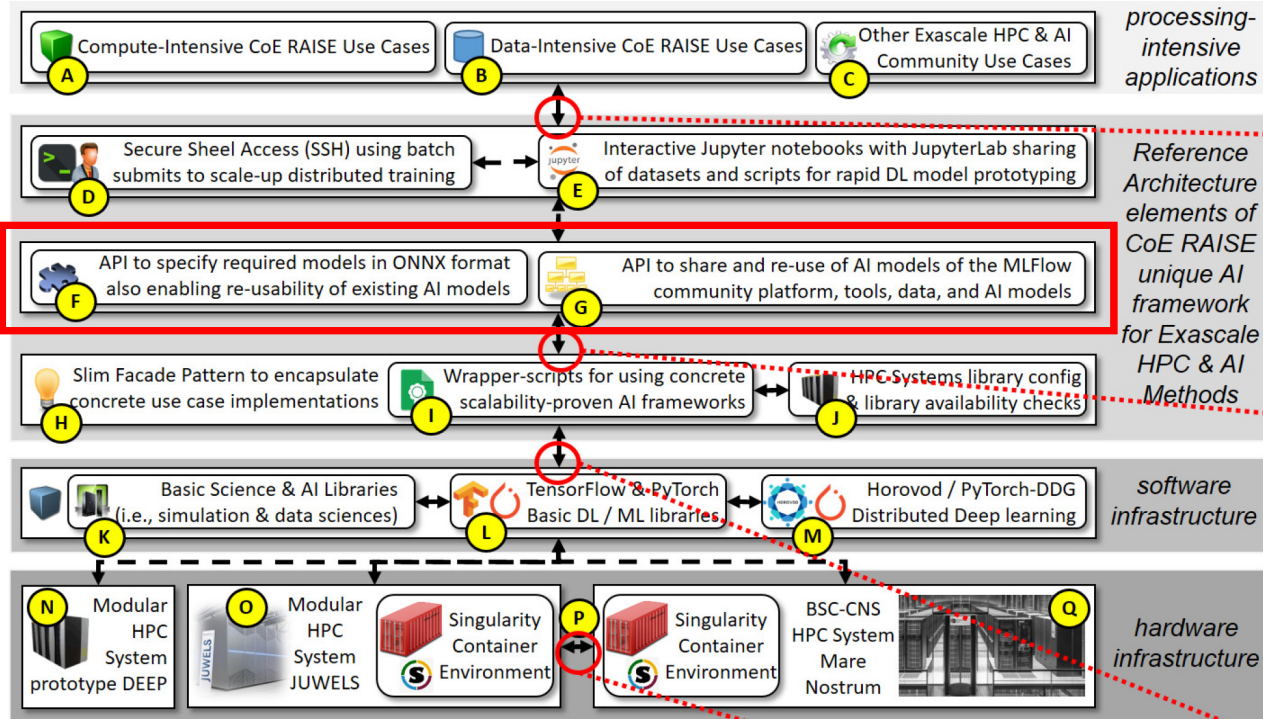 Compute-Intensive CoE RAISE Use Cases
A
Data-Intensive CoE RAISE Use Cases
B
Other Exascale HPC & AI
Community Use Cases
C
processing-
intensive
applications
Secure Sheel Access (SSH) using batch
submits to scale-up distributed training
D
jupyter
Interactive Jupyter notebooks with JupyterLab sharing
of datasets and scripts for rapid DL model prototyping
E
API to specify required models in ONNX format
also enabling re-usability of existing AI models
F
API to share and re-use of AI models of the MLFlow
community platform, tools, data, and AI models
G
Slim Facade Pattern to encapsulate
concrete use case implementations
H
Wrapper-scripts for using concrete
scalability-proven AI frameworks
I
HPC Systems library config
& library availability checks
J
Reference
Architecture
elements of
CoE RAISE
unique AI
framework
for Exascale
HPC & AI
Methods
Basic Science & AI Libraries
(i.e., simulation & data sciences)
K
TensorFlow & PyTorch
Basic DL / ML libraries
L
HOROVOD
Horovod / PyTorch-DDG
Distributed Deep learning
M
software
infrastructure
N
Modular
HPC
System
prototype DEEP
O
JUWELS
Modular
HPC
System
JUWELS
Singularity
Container
Environment
S
P
Singularity
Container
Environment
S
BSC-CNS
HPC System
Mare
Nostrum
Q
hardware
infrastructure